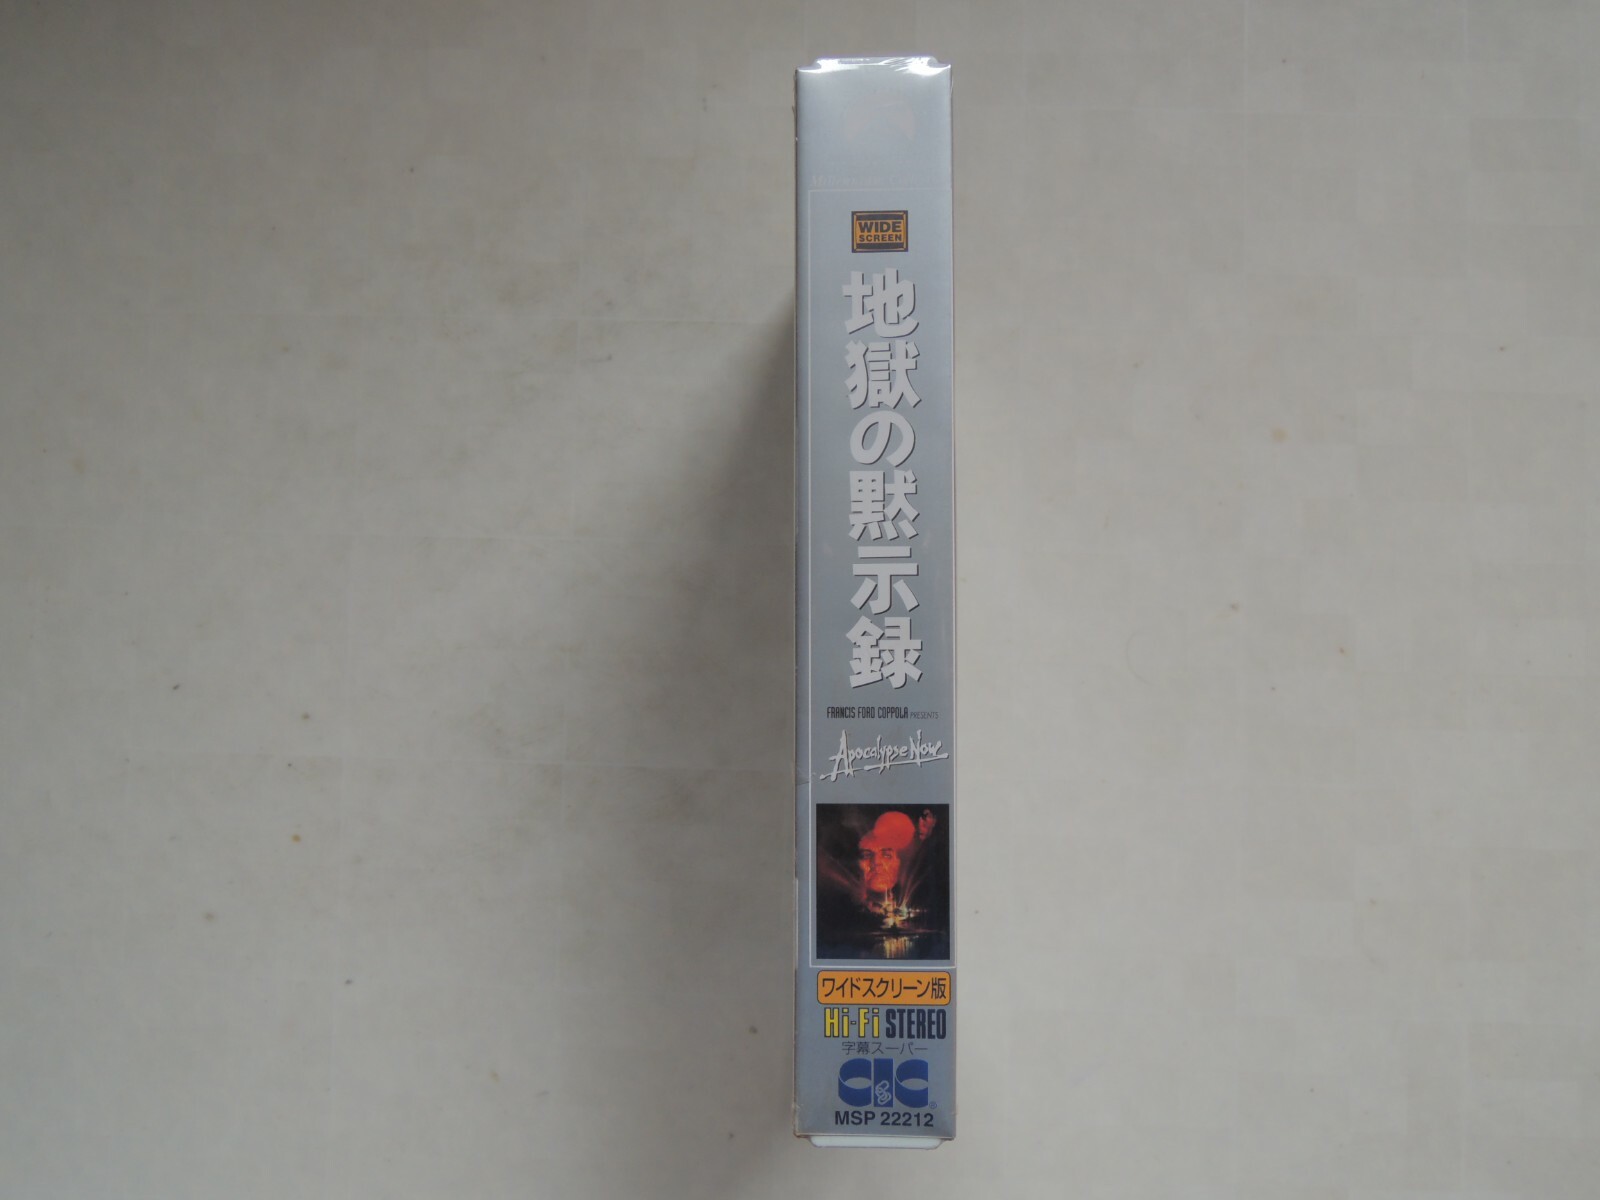 WIDE
SCREEN
地獄の黙示録
FRANCIS FORD COPPOLA PRESENTS
Apocalypse Now
ワイドスクリーン版
Hi-Fi STEREO
字幕スーパー
CIC
MSP 22212